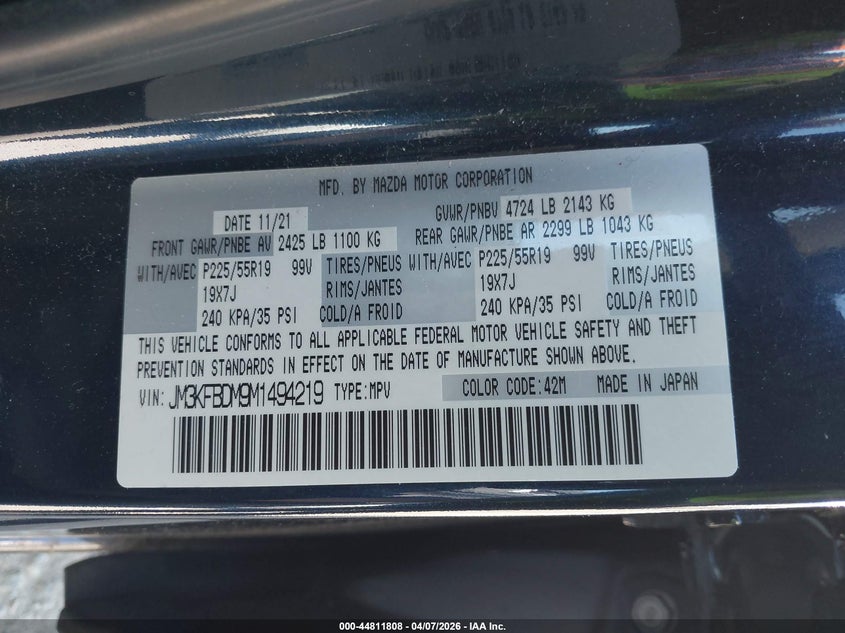 MFD. BY MAZDA MOTOR CORPORATION
DATE 11/21 GVWR/PNBV 4724 LB 2143 KG
FRONT GAWR/PNBE AV 2425 LB 1100 KG REAR GAWR/PNBE AR 2299 LB 1043 KG
WITH/AVEC P225/55R19 99V TIRES/PNEUS WITH/AVEC P225/55R19 99V TIRES/PNEUS
19X7J RIMS/JANTES 19X7J RIMS/JANTES
240 KPA/35 PSI COLD/A FROID 240 KPA/35 PSI COLD/A FROID
THIS VEHICLE CONFORMS TO ALL APPLICABLE FEDERAL MOTOR VEHICLE SAFETY AND THEFT
PREVENTION STANDARDS IN EFFECT ON THE DATE OF MANUFACTURE SHOWN ABOVE.
VIN: JM3KFBDM9M1494219 TYPE:MPV COLOR CODE:42M MADE IN JAPAN
000-44811808 - 04/07/2026 - IAA Inc.